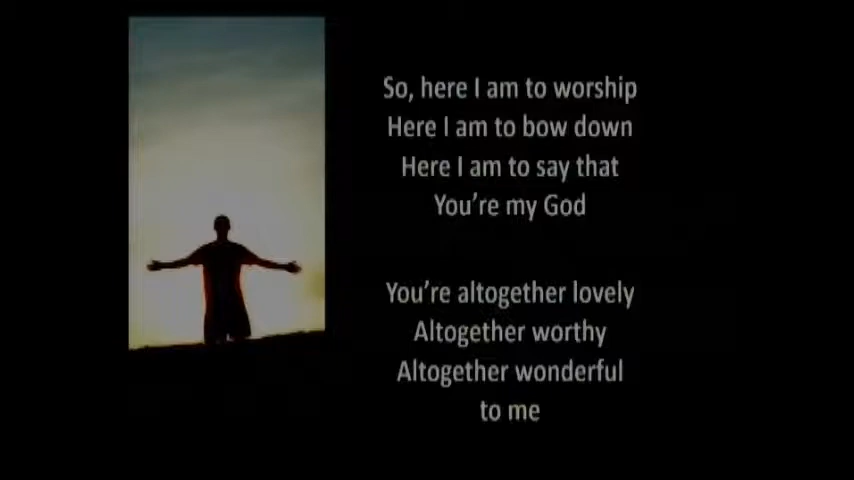 So, here I am to worship
Here I am to bow down
Here I am to say that
You're my God
You're altogether lovely
Altogether worthy
Altogether wonderful
to me